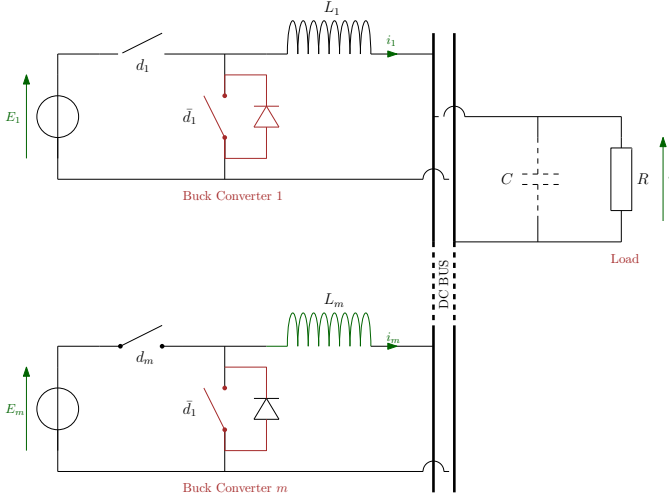 L₁
i₁
d₁
E₁
d̄₁
C
R
Buck Converter 1
Load
DC BUS
Lₘ
iₘ
dₘ
Eₘ
d̄₁
Buck Converter m